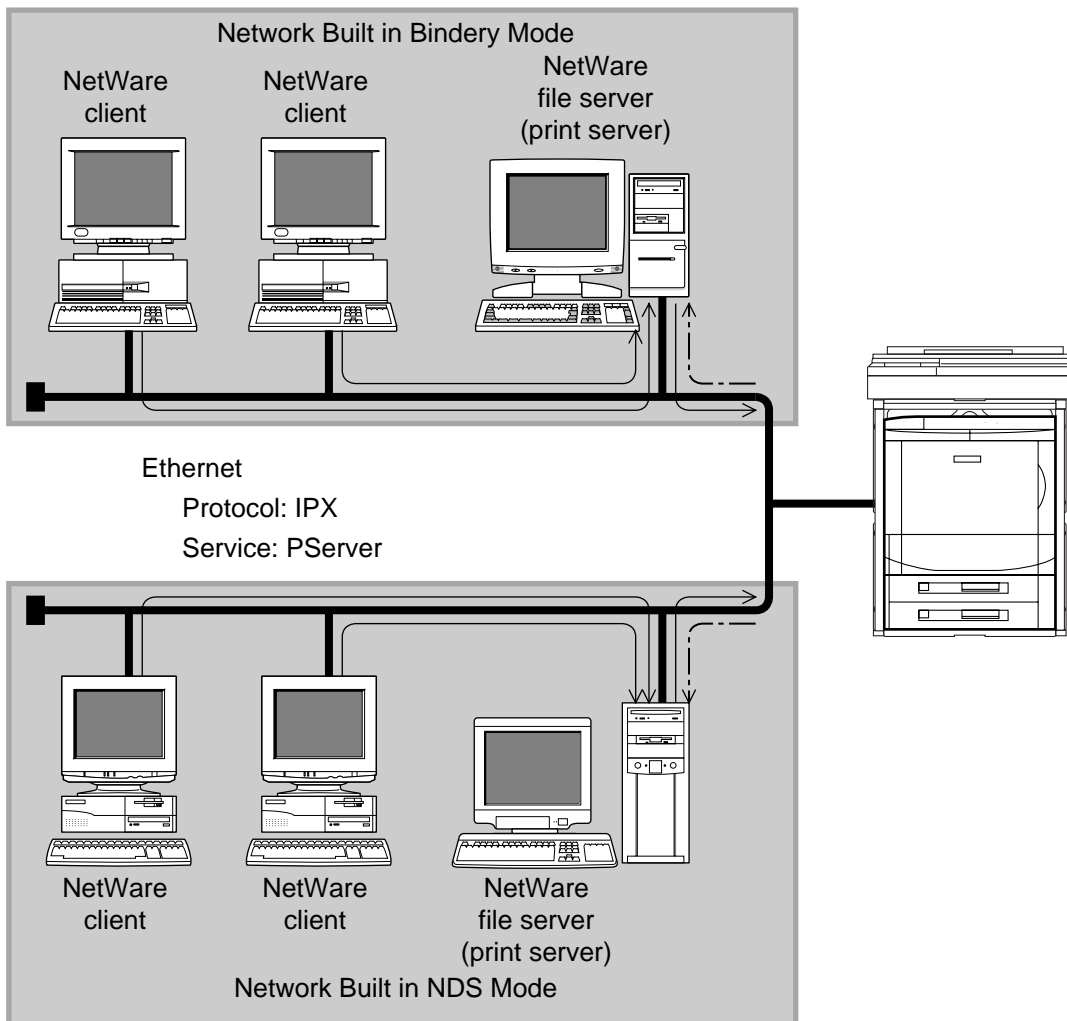 Network Built in Bindery Mode
NetWare
client
NetWare
client
NetWare
file server
(print server)
Ethernet
Protocol: IPX
Service: PServer
NetWare
client
NetWare
client
NetWare
file server
(print server)
Network Built in NDS Mode